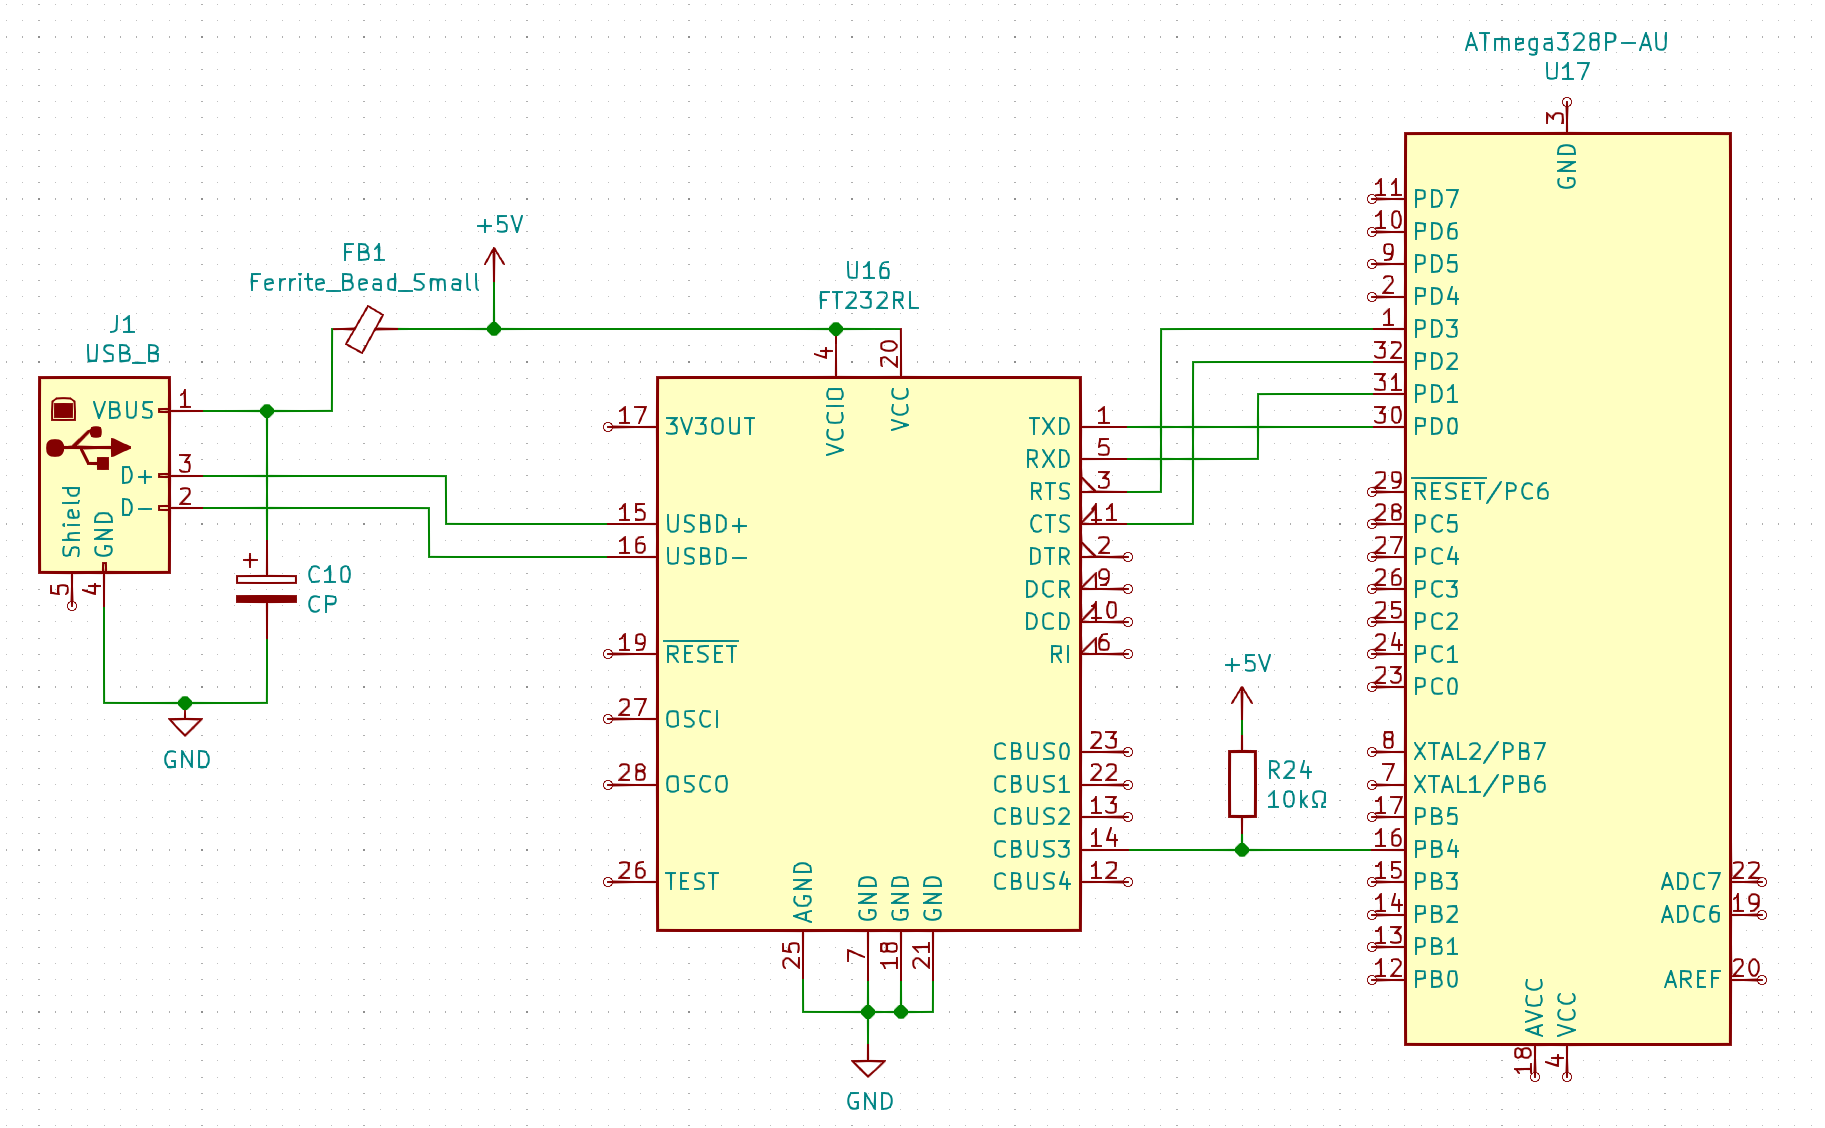 ATmega328P-AU
U17
3
GND
11 PD7
10 PD6
9 PD5
2 PD4
1 PD3
32 PD2
31 PD1
30 PD0
29 RESET/PC6
28 PC5
27 PC4
26 PC3
25 PC2
24 PC1
23 PC0
8 XTAL2/PB7
7 XTAL1/PB6
17 PB5
16 PB4
15 PB3
14 PB2
13 PB1
12 PB0
ADC7 22
ADC6 19
AREF 20
AVCC
VCC
18
4
+5V
FB1
Ferrite_Bead_Small
J1
USB_B
VBUS 1
D+ 3
D- 2
Shield
GND
5
4
+
C10
CP
GND
U16
FT232RL
4
20
VCCIO
VCC
17 3V3OUT
15 USBD+
16 USBD-
19 RESET
27 OSCI
28 OSCO
26 TEST
TXD 1
RXD 5
RTS 3
CTS 11
DTR 2
DCR 9
DCD 10
RI 6
CBUS0 23
CBUS1 22
CBUS2 13
CBUS3 14
CBUS4 12
AGND
GND
GND
GND
25
7
18
21
GND
+5V
R24
10kΩ